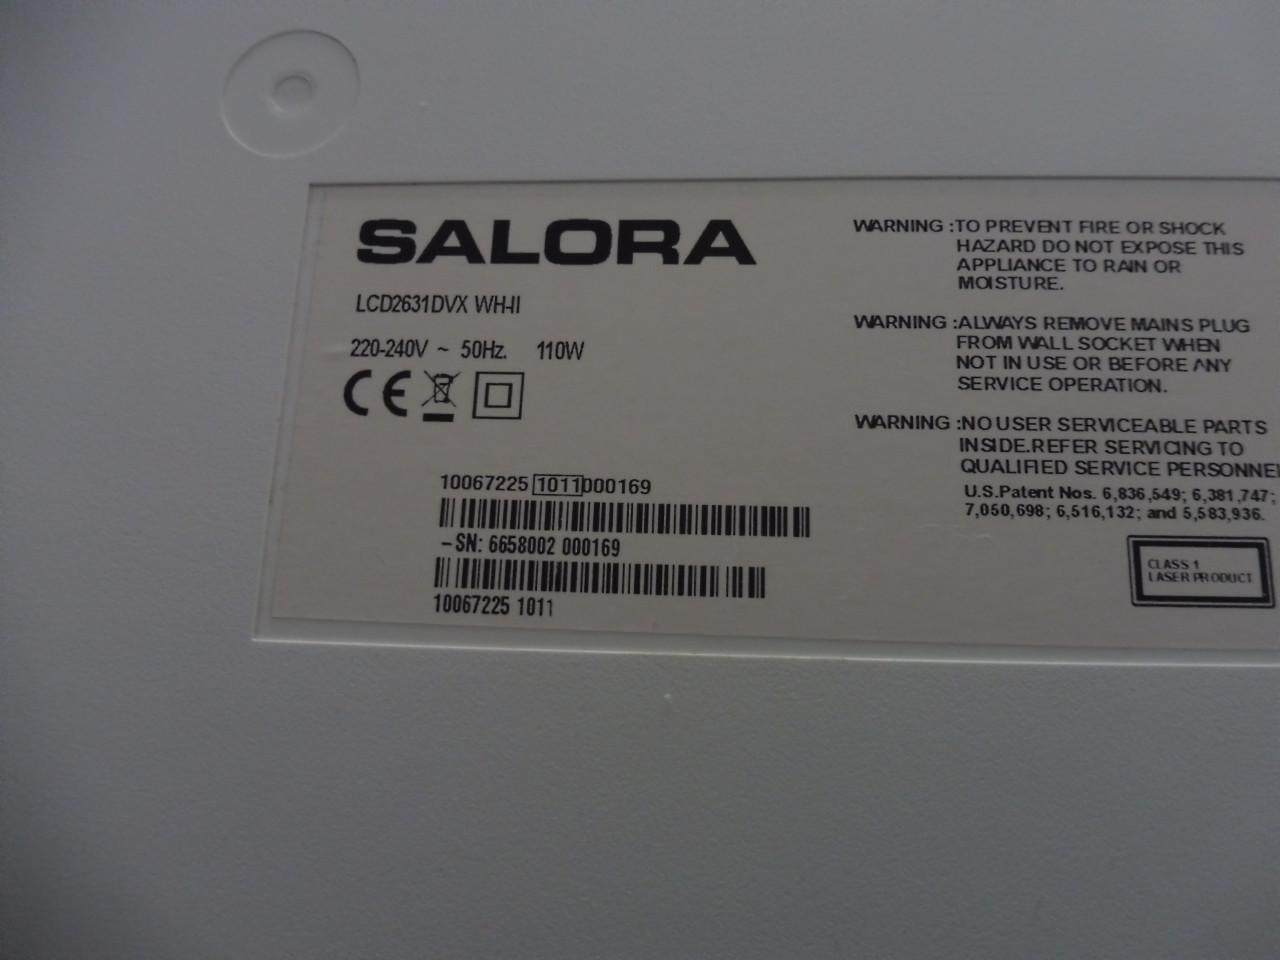 SALORA
LCD2631DVX WH-II
220-240V ~ 50Hz. 110W
CE
10067225 1011 000169
-SN: 6658002 000169
10067225 1011
WARNING :TO PREVENT FIRE OR SHOCK
HAZARD DO NOT EXPOSE THIS
APPLIANCE TO RAIN OR
MOISTURE.
WARNING :ALWAYS REMOVE MAINS PLUG
FROM WALL SOCKET WHEN
NOT IN USE OR BEFORE ANY
SERVICE OPERATION.
WARNING :NO USER SERVICEABLE PARTS
INSIDE.REFER SERVICING TO
QUALIFIED SERVICE PERSONNE
U.S.Patent Nos. 6,836,549; 6,381,747;
7,050,698; 6,516,132; and 5,583,936.
CLASS 1
LASER PRODUCT